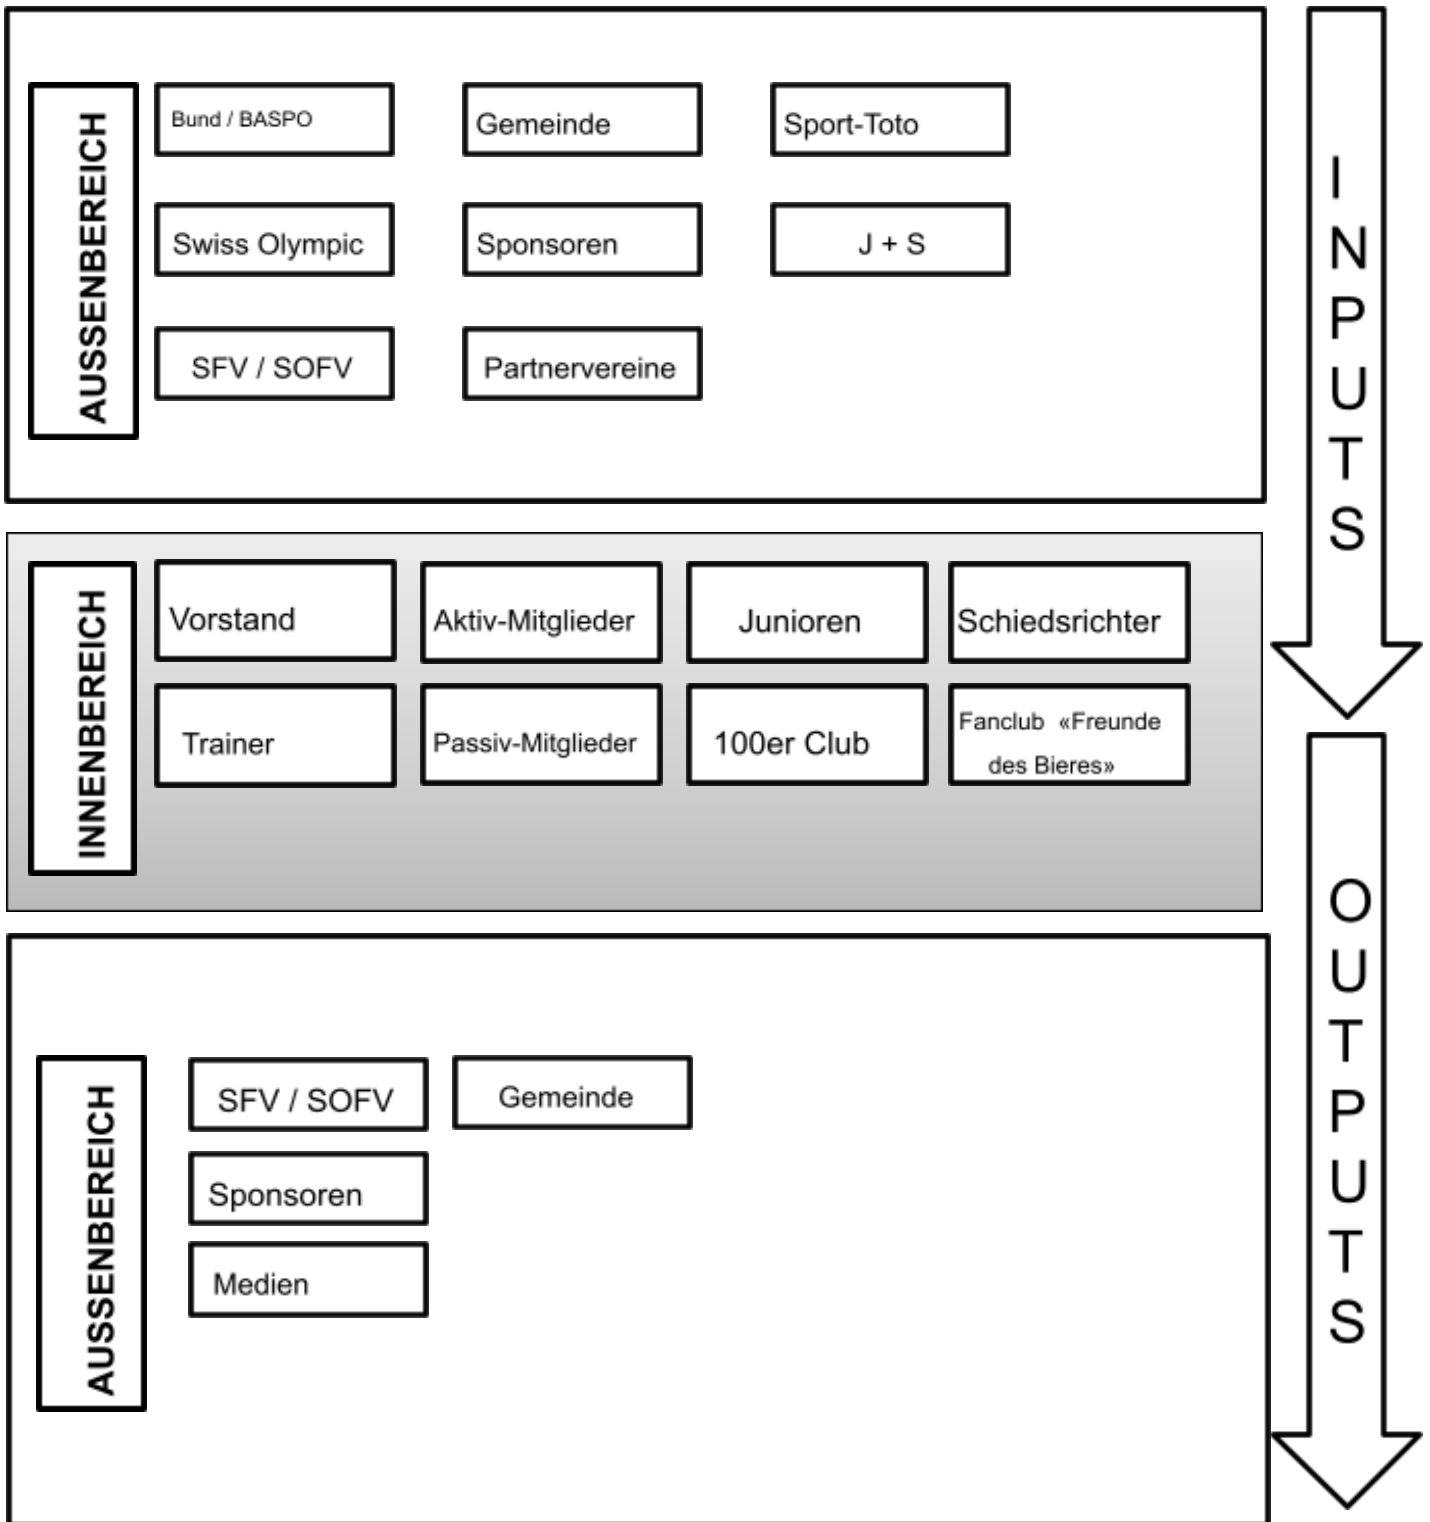 AUSSENBEREICH
Bund / BASPO
Gemeinde
Sport-Toto
Swiss Olympic
Sponsoren
J + S
SFV / SOFV
Partnervereine
INPUTS
INNENBEREICH
Vorstand
Aktiv-Mitglieder
Junioren
Schiedsrichter
Trainer
Passiv-Mitglieder
100er Club
Fanclub «Freunde
des Bieres»
AUSSENBEREICH
SFV / SOFV
Gemeinde
Sponsoren
Medien
OUTPUTS